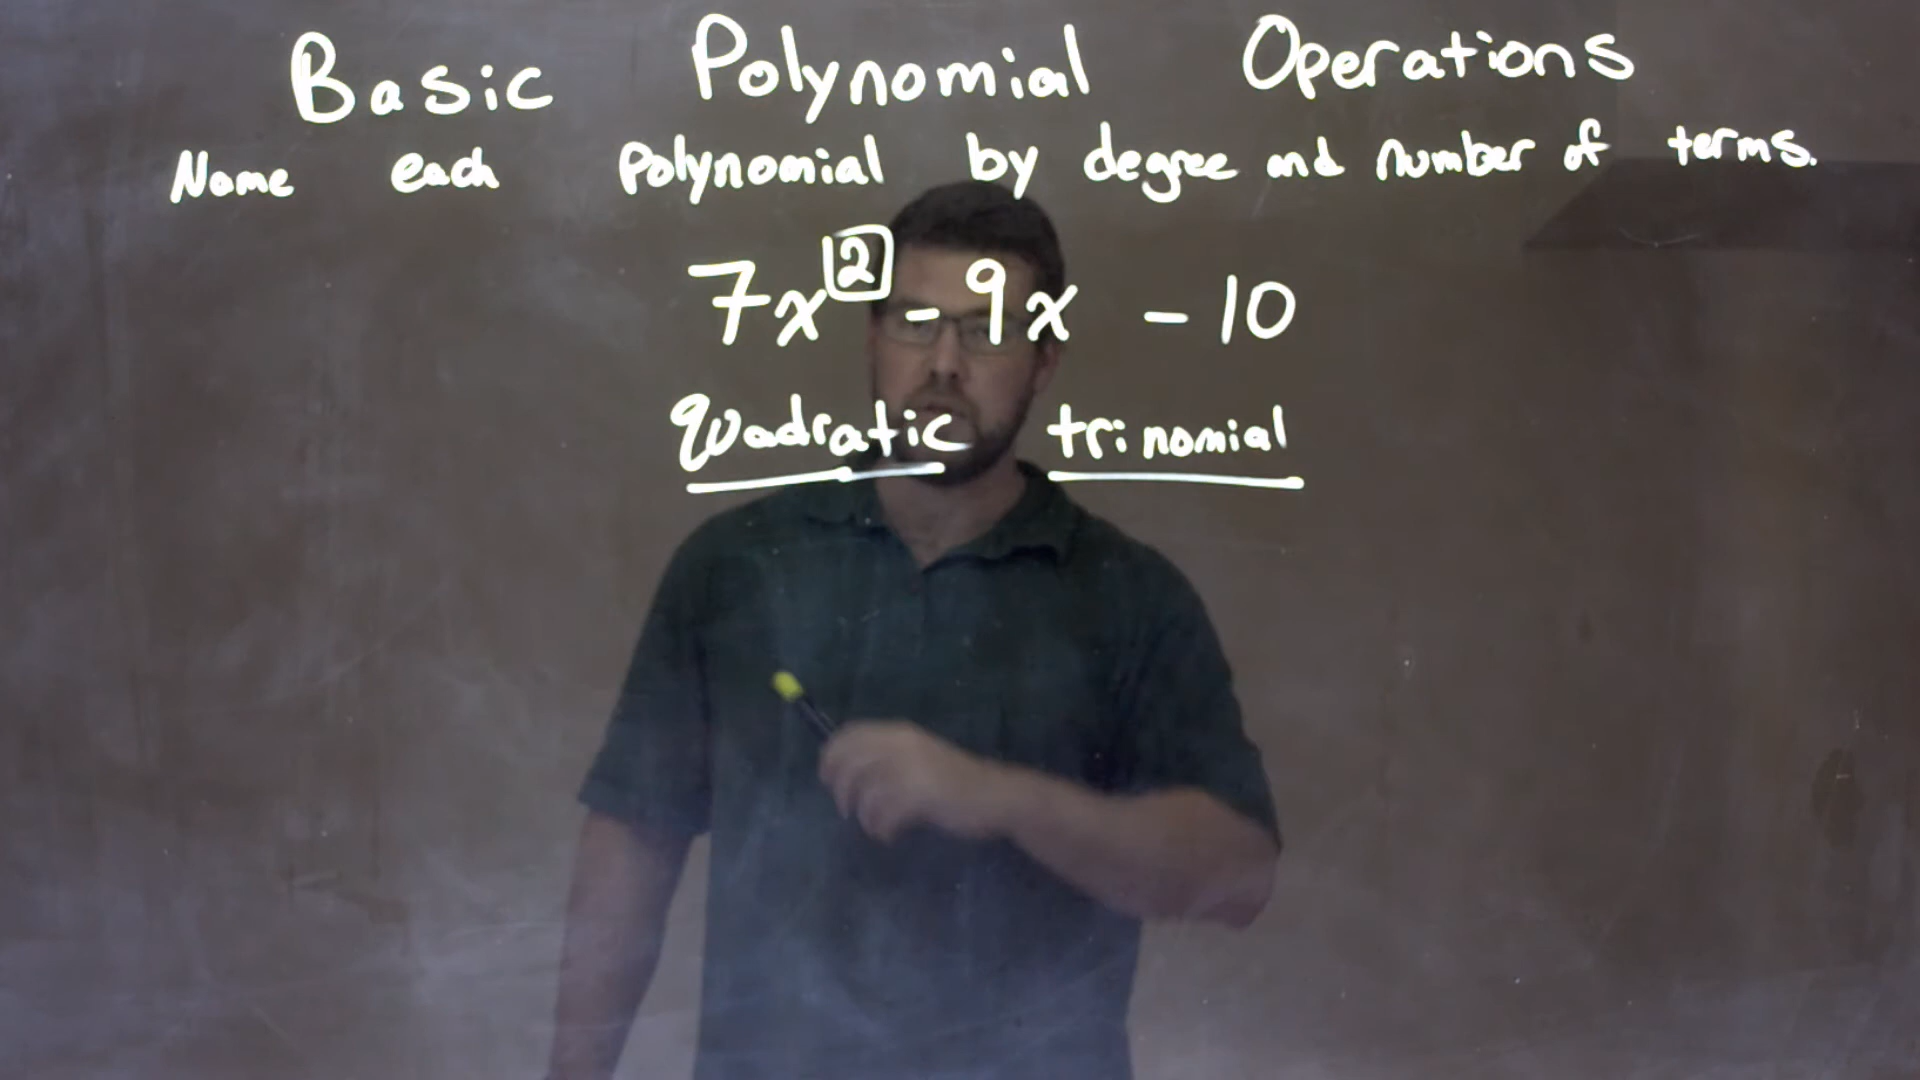 Basic Polynomial Operations
Name each polynomial by degree and number of terms.
7x² - 9x - 10
quadratic trinomial